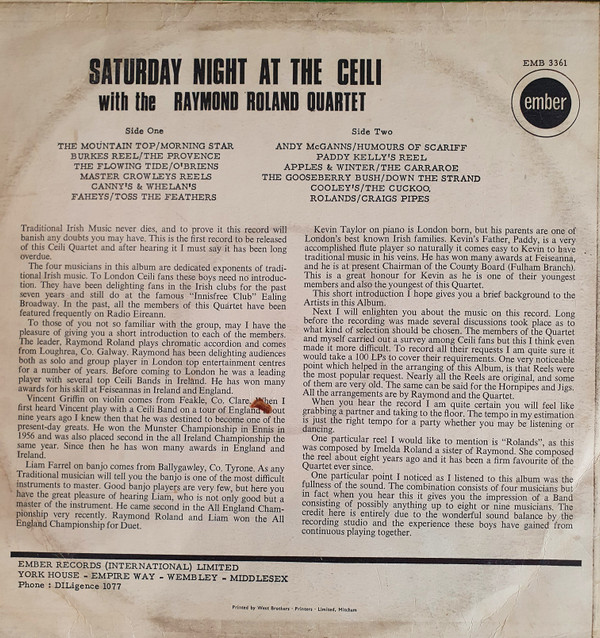 SATURDAY NIGHT AT THE CEILI
with the RAYMOND ROLAND QUARTET
EMB 3361
ember
Side One
THE MOUNTAIN TOP/MORNING STAR
BURKES REEL/THE PROVENCE
THE FLOWING TIDE/O'BRIENS
MASTER CROWLEYS REELS
CANNY'S & WHELAN'S
FAHEYS/TOSS THE FEATHERS
Side Two
ANDY McGANNS/HUMOURS OF SCARIFF
PADDY KELLY'S REEL
APPLES & WINTER/THE CARRAROE
THE GOOSEBERRY BUSH/DOWN THE STRAND
COOLEY'S/THE CUCKOO.
ROLANDS/CRAIGS PIPES
Traditional Irish Music never dies, and to prove it this record will
banish any doubts you may have. This is the first record to be released
of this Ceili Quartet and after hearing it I must say it has been long
overdue.
The four musicians in this album are dedicated exponents of tradi-
tional Irish music. To London Ceili fans these boys need no introduc-
tion. They have been delighting fans in the Irish clubs for the past
seven years and still do at the famous "Innisfree Club" Ealing
Broadway. In the past, all the members of this Quartet have been
featured frequently on Radio Eireann.
To those of you not so familiar with the group, may I have the
pleasure of giving you a short introduction to each of the members.
The leader, Raymond Roland plays chromatic accordion and comes
from Loughrea, Co. Galway. Raymond has been delighting audiences
both as solo and group player in London top entertainment centres
for a number of years. Before coming to London he was a leading
player with several top Ceili Bands in Ireland. He has won many
awards for his skill at Feiseannas in Ireland and England.
Vincent Griffin on violin comes from Feakle, Co. Clare. When I
first heard Vincent play with a Ceili Band on a tour of England
nine years ago I knew then that he was destined to become one of the
present-day greats. He won the Munster Championship in Ennis in
1956 and was also placed second in the all Ireland Championship the
same year. Since then he has won many awards in England and
Ireland.
Liam Farrel on banjo comes from Ballygawley, Co. Tyrone. As any
Traditional musician will tell you the banjo is one of the most difficult
instruments to master. Good banjo players are very few, but here you
have the great pleasure of hearing Liam, who is not only good but a
master of the instrument. He came second in the All England Cham-
pionship very recently. Raymond Roland and Liam won the All
England Championship for Duet.
Kevin Taylor on piano is London born, but his parents are one of
London's best known Irish families. Kevin's Father, Paddy, is a very
accomplished flute player so naturally it comes easy to Kevin to have
traditional music in his veins. He has won many awards at Feiseanna,
and he is at present Chairman of the County Board (Fulham Branch).
This is a great honour for Kevin as he is one of their youngest
members and also the youngest of this Quartet.
This short introduction I hope gives you a brief background to the
Artists in this Album.
Next I will enlighten you about the music on this record. Long
before the recording was made several discussions took place as to
what kind of selection should be chosen. The members of the Quartet
and myself carried out a survey among Ceili fans but this I think even
made it more difficult. To record all their requests I am quite sure it
would take a 100 LPs to cover their requirements. One very noticeable
point which helped in the arranging of this Album, is that Reels were
the most popular request. Nearly all the Reels are original, and some
of them are very old. The same can be said for the Hornpipes and Jigs.
All the arrangements are by Raymond and the Quartet.
When you hear the record I am quite certain you will feel like
grabbing a partner and taking to the floor. The tempo in my estimation
is just the right tempo for a party whether you may be listening or
dancing.
One particular reel I would like to mention is "Rolands", as this
was composed by Imelda Roland a sister of Raymond. She composed
the reel about eight years ago and it has been a firm favourite of the
Quartet ever since.
One particular point I noticed as I listened to this album was the
fullness of the sound. The combination consists of four musicians but
in fact when you hear this it gives you the impression of a Band
consisting of possibly anything up to eight or nine musicians. The
credit here is entirely due to the wonderful sound balance by the
recording studio and the experience these boys have gained from
continuous playing together.
EMBER RECORDS (INTERNATIONAL) LIMITED
YORK HOUSE - EMPIRE WAY - WEMBLEY - MIDDLESEX
Phone : DILigence 1077
Printed by West Brothers · Printers · Limited, Mitcham